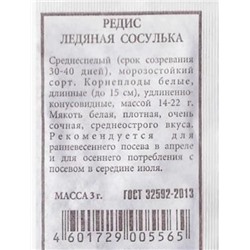 РЕДИС
ЛЕДЯНАЯ СОСУЛЬКА
Среднеспелый (срок созревания
30-40 дней), морозостойкий
сорт. Корнеплоды белые,
длинные (до 15 см), удлиненно-
конусовидные, массой 14-22 г.
Мякоть белая, плотная, очень
сочная, среднеострого вкуса.
Рекомендуется для
ранневесеннего посева в апреле
и для осеннего потребления с
посевом в середине июля.
МАССА 3 г. ГОСТ 32592-2013
4 601729 005565